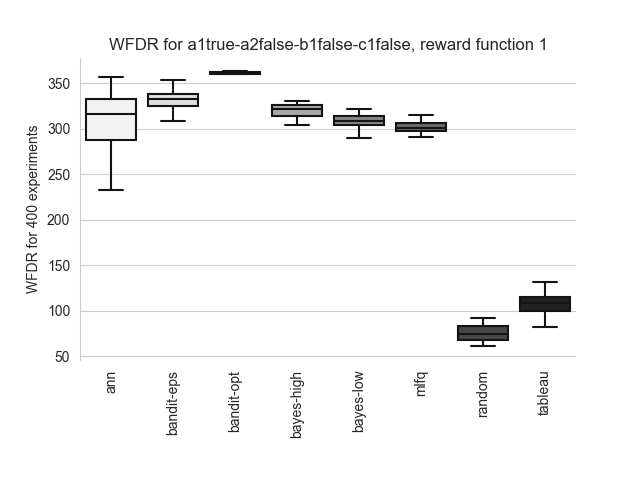 WFDR for a1true-a2false-b1false-c1false, reward function 1
WFDR for 400 experiments
350
300
250
200
150
100
50
ann
bandit-eps
bandit-opt
bayes-high
bayes-low
mlfq
random
tableau